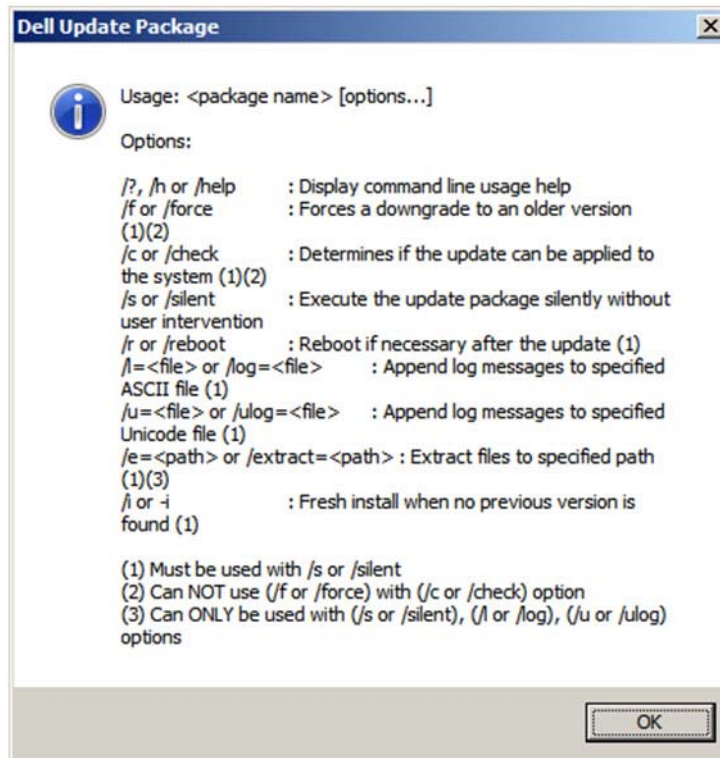 Dell Update Package
Usage: <package name> [options...]
Options:
/?, /h or /help : Display command line usage help
/f or /force : Forces a downgrade to an older version
(1)(2)
/c or /check : Determines if the update can be applied to
the system (1)(2)
/s or /silent : Execute the update package silently without
user intervention
/r or /reboot : Reboot if necessary after the update (1)
/l=<file> or /log=<file> : Append log messages to specified
ASCII file (1)
/u=<file> or /ulog=<file> : Append log messages to specified
Unicode file (1)
/e=<path> or /extract=<path> : Extract files to specified path
(1)(3)
/i or -i : Fresh install when no previous version is
found (1)
(1) Must be used with /s or /silent
(2) Can NOT use (/f or /force) with (/c or /check) option
(3) Can ONLY be used with (/s or /silent), (/l or /log), (/u or /ulog)
options
OK